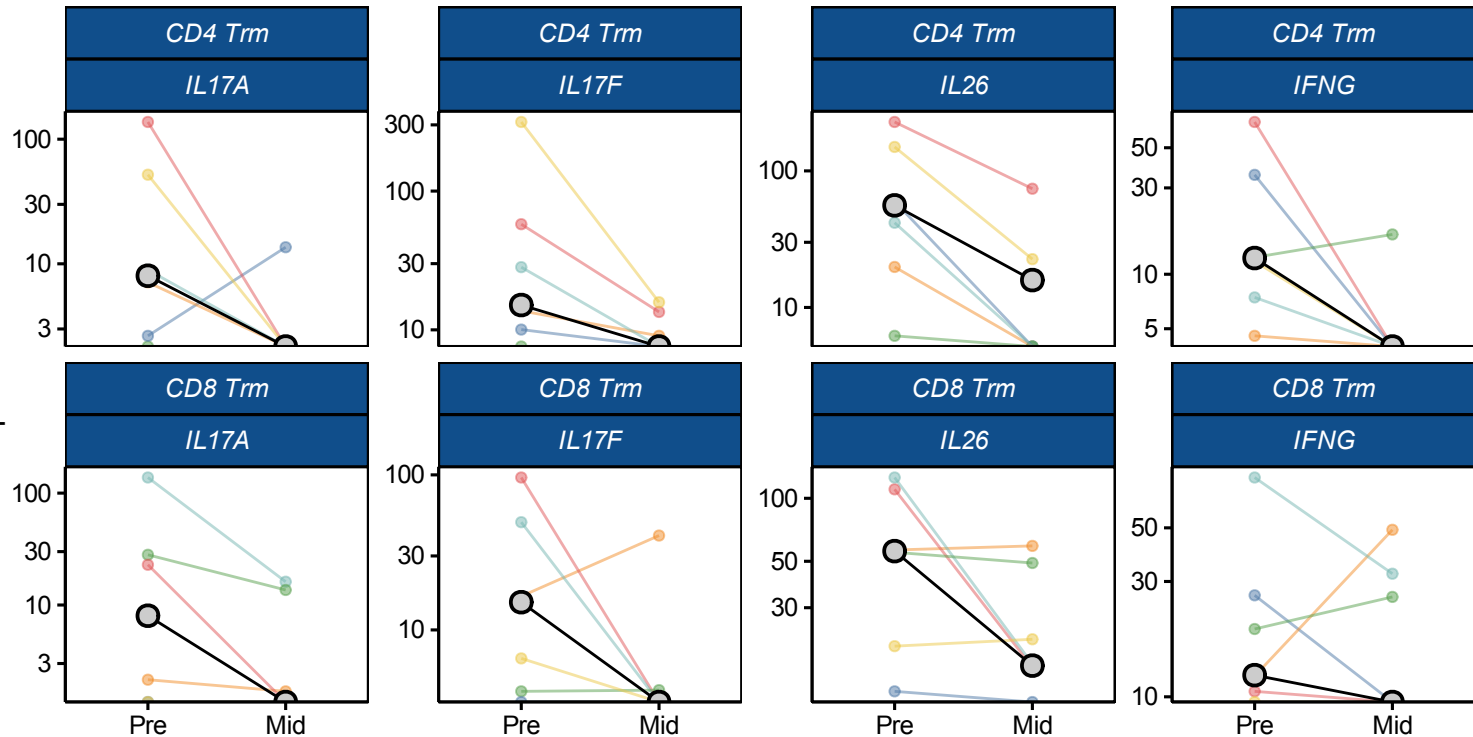 CD4 Trm CD4 Trm CD4 Trm CD4 Trm
IL17A IL17F IL26 IFNG
100 300 100 50
30 100 30 30
10 30 10 10
3 10 5
CD8 Trm CD8 Trm CD8 Trm CD8 Trm
IL17A IL17F IL26 IFNG
100 100 100 50
30 30 50 30
10 10 30 10
3
Pre Mid Pre Mid Pre Mid Pre Mid